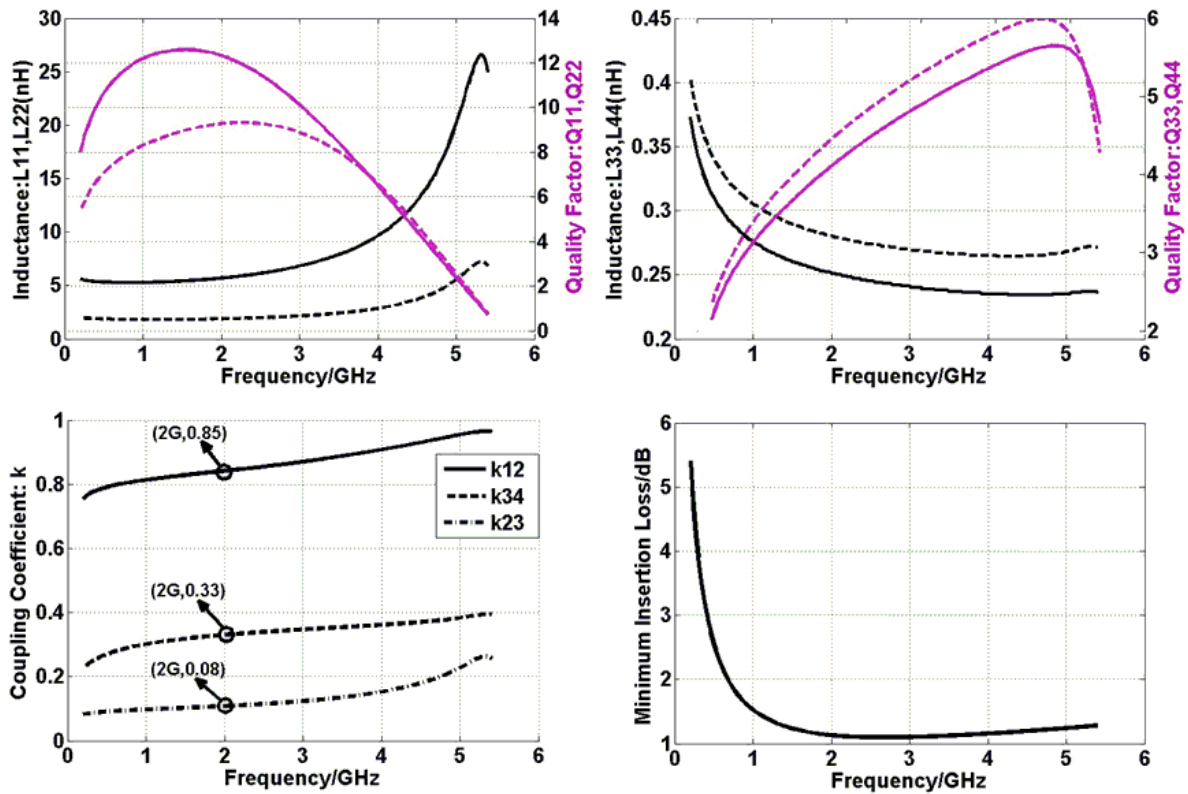 30
25
20
15
10
5
0
14
12
10
8
6
4
2
0
0 1 2 3 4 5 6
Inductance:L11,L22(nH)
Quality Factor:Q11,Q22
Frequency/GHz
0.45
0.4
0.35
0.3
0.25
0.2
6
5
4
3
2
0 1 2 3 4 5 6
Inductance:L33,L44(nH)
Quality Factor:Q33,Q44
Frequency/GHz
1
0.8
0.6
0.4
0.2
0
0 1 2 3 4 5 6
Coupling Coefficient: k
Frequency/GHz
(2G,0.85)
(2G,0.33)
(2G,0.08)
k12
k34
k23
6
5
4
3
2
1
0 1 2 3 4 5 6
Minimum Insertion Loss/dB
Frequency/GHz